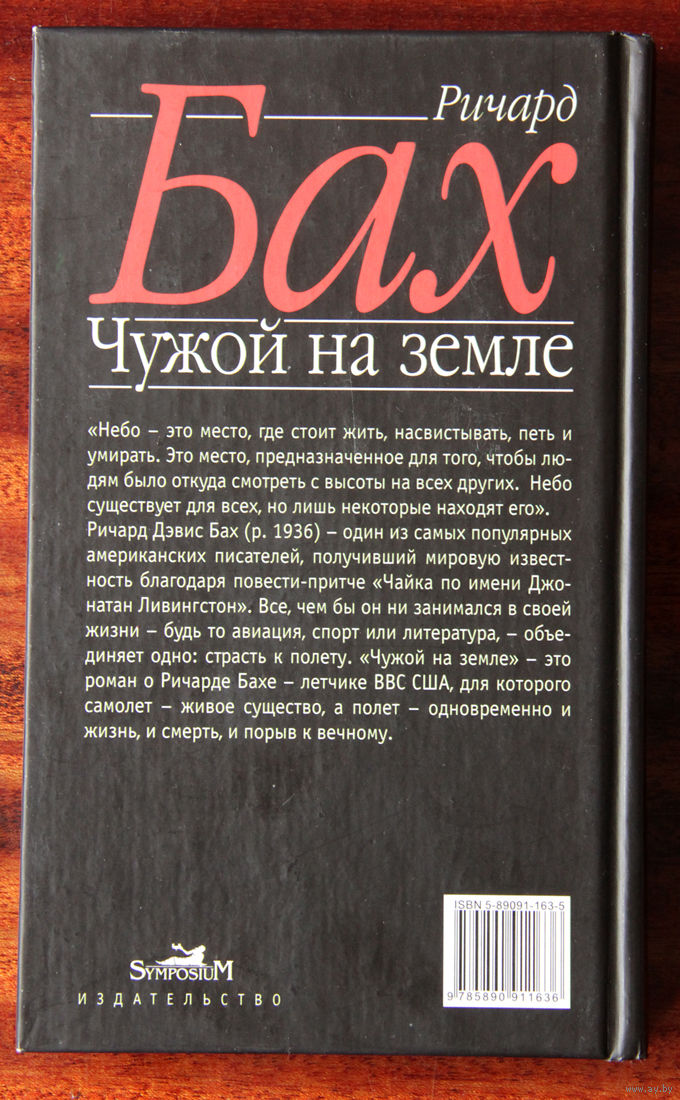 Ричард
Бах
Чужой на земле
«Небо – это место, где стоит жить, насвистывать, петь и
умирать. Это место, предназначенное для того, чтобы лю-
дям было откуда смотреть с высоты на всех других. Небо
существует для всех, но лишь некоторые находят его».
Ричард Дэвис Бах (р. 1936) – один из самых популярных
американских писателей, получивший мировую извест-
ность благодаря повести-притче «Чайка по имени Джо-
натан Ливингстон». Все, чем бы он ни занимался в своей
жизни – будь то авиация, спорт или литература, – объе-
диняет одно: страсть к полету. «Чужой на земле» – это
роман о Ричарде Бахе – летчике ВВС США, для которого
самолет – живое существо, а полет – одновременно и
жизнь, и смерть, и порыв к вечному.
ISBN 5-89091-163-5
9 785890 911636
SYMPOSIUM
ИЗДАТЕЛЬСТВО
www.ay.by